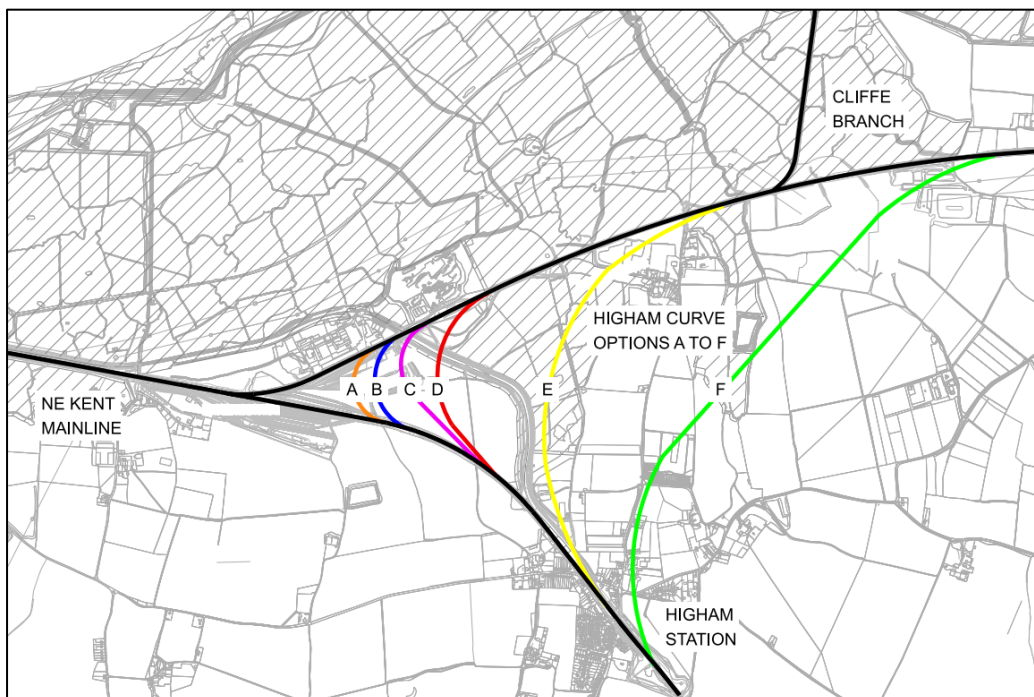 CLIFFE
BRANCH
HIGHAM CURVE
OPTIONS A TO F
A
B
C
D
E
F
NE KENT
MAINLINE
HIGHAM
STATION